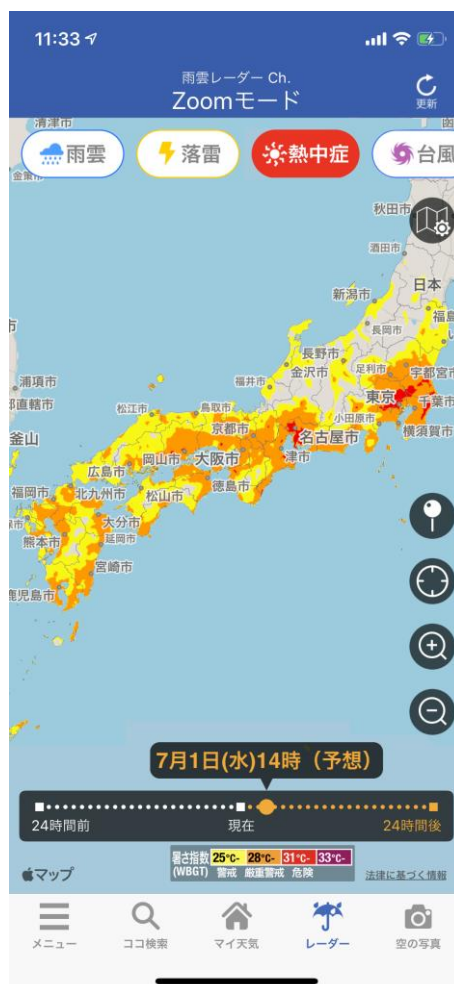 11:33
雨雲レーダー Ch.
Zoomモード
更新
清津市
雨雲
落雷
熱中症
台風
秋田市
酒田市
日本
新潟市
福島
長岡市
長野市
浦項市
福井市
金沢市
足利市
宇都宮市
東京
千葉市
松江市
鳥取市
小田原市
京都市
名古屋市
横須賀市
釜山
岡山市
大阪市
津市
広島市
徳島市
福岡市
北九州市
松山市
大分市
熊本市
延岡市
宮崎市
鹿児島市
7月1日(水)14時（予想）
24時間前
現在
24時間後
マップ
暑さ指数 25°C- 28°C- 31°C- 33°C-
(WBGT) 警戒 厳重警戒 危険
法律に基づく情報
メニュー
ココ検索
マイ天気
レーダー
空の写真